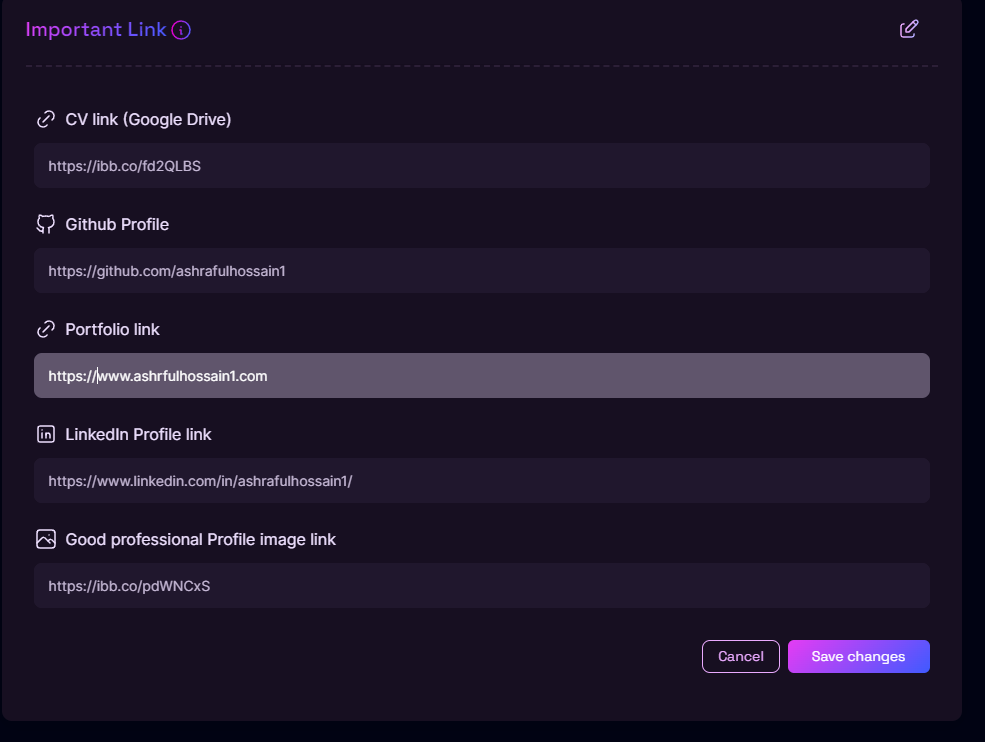 Important Link
CV link (Google Drive)
https://ibb.co/fd2QLBS
Github Profile
https://github.com/ashrafulhossain1
Portfolio link
https://www.ashrfulhossain1.com
LinkedIn Profile link
https://www.linkedin.com/in/ashrafulhossain1/
Good professional Profile image link
https://ibb.co/pdWNCxS
Cancel Save changes